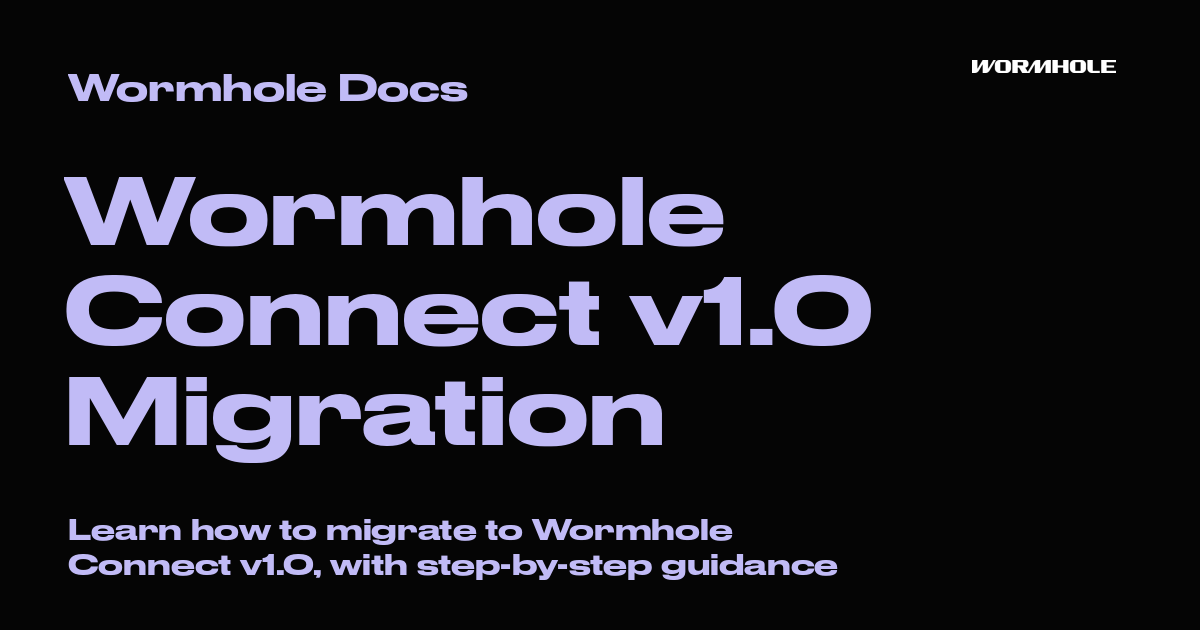 Wormhole Docs
WORMHOLE
Wormhole
Connect v1.0
Migration
Learn how to migrate to Wormhole
Connect v1.0, with step-by-step guidance